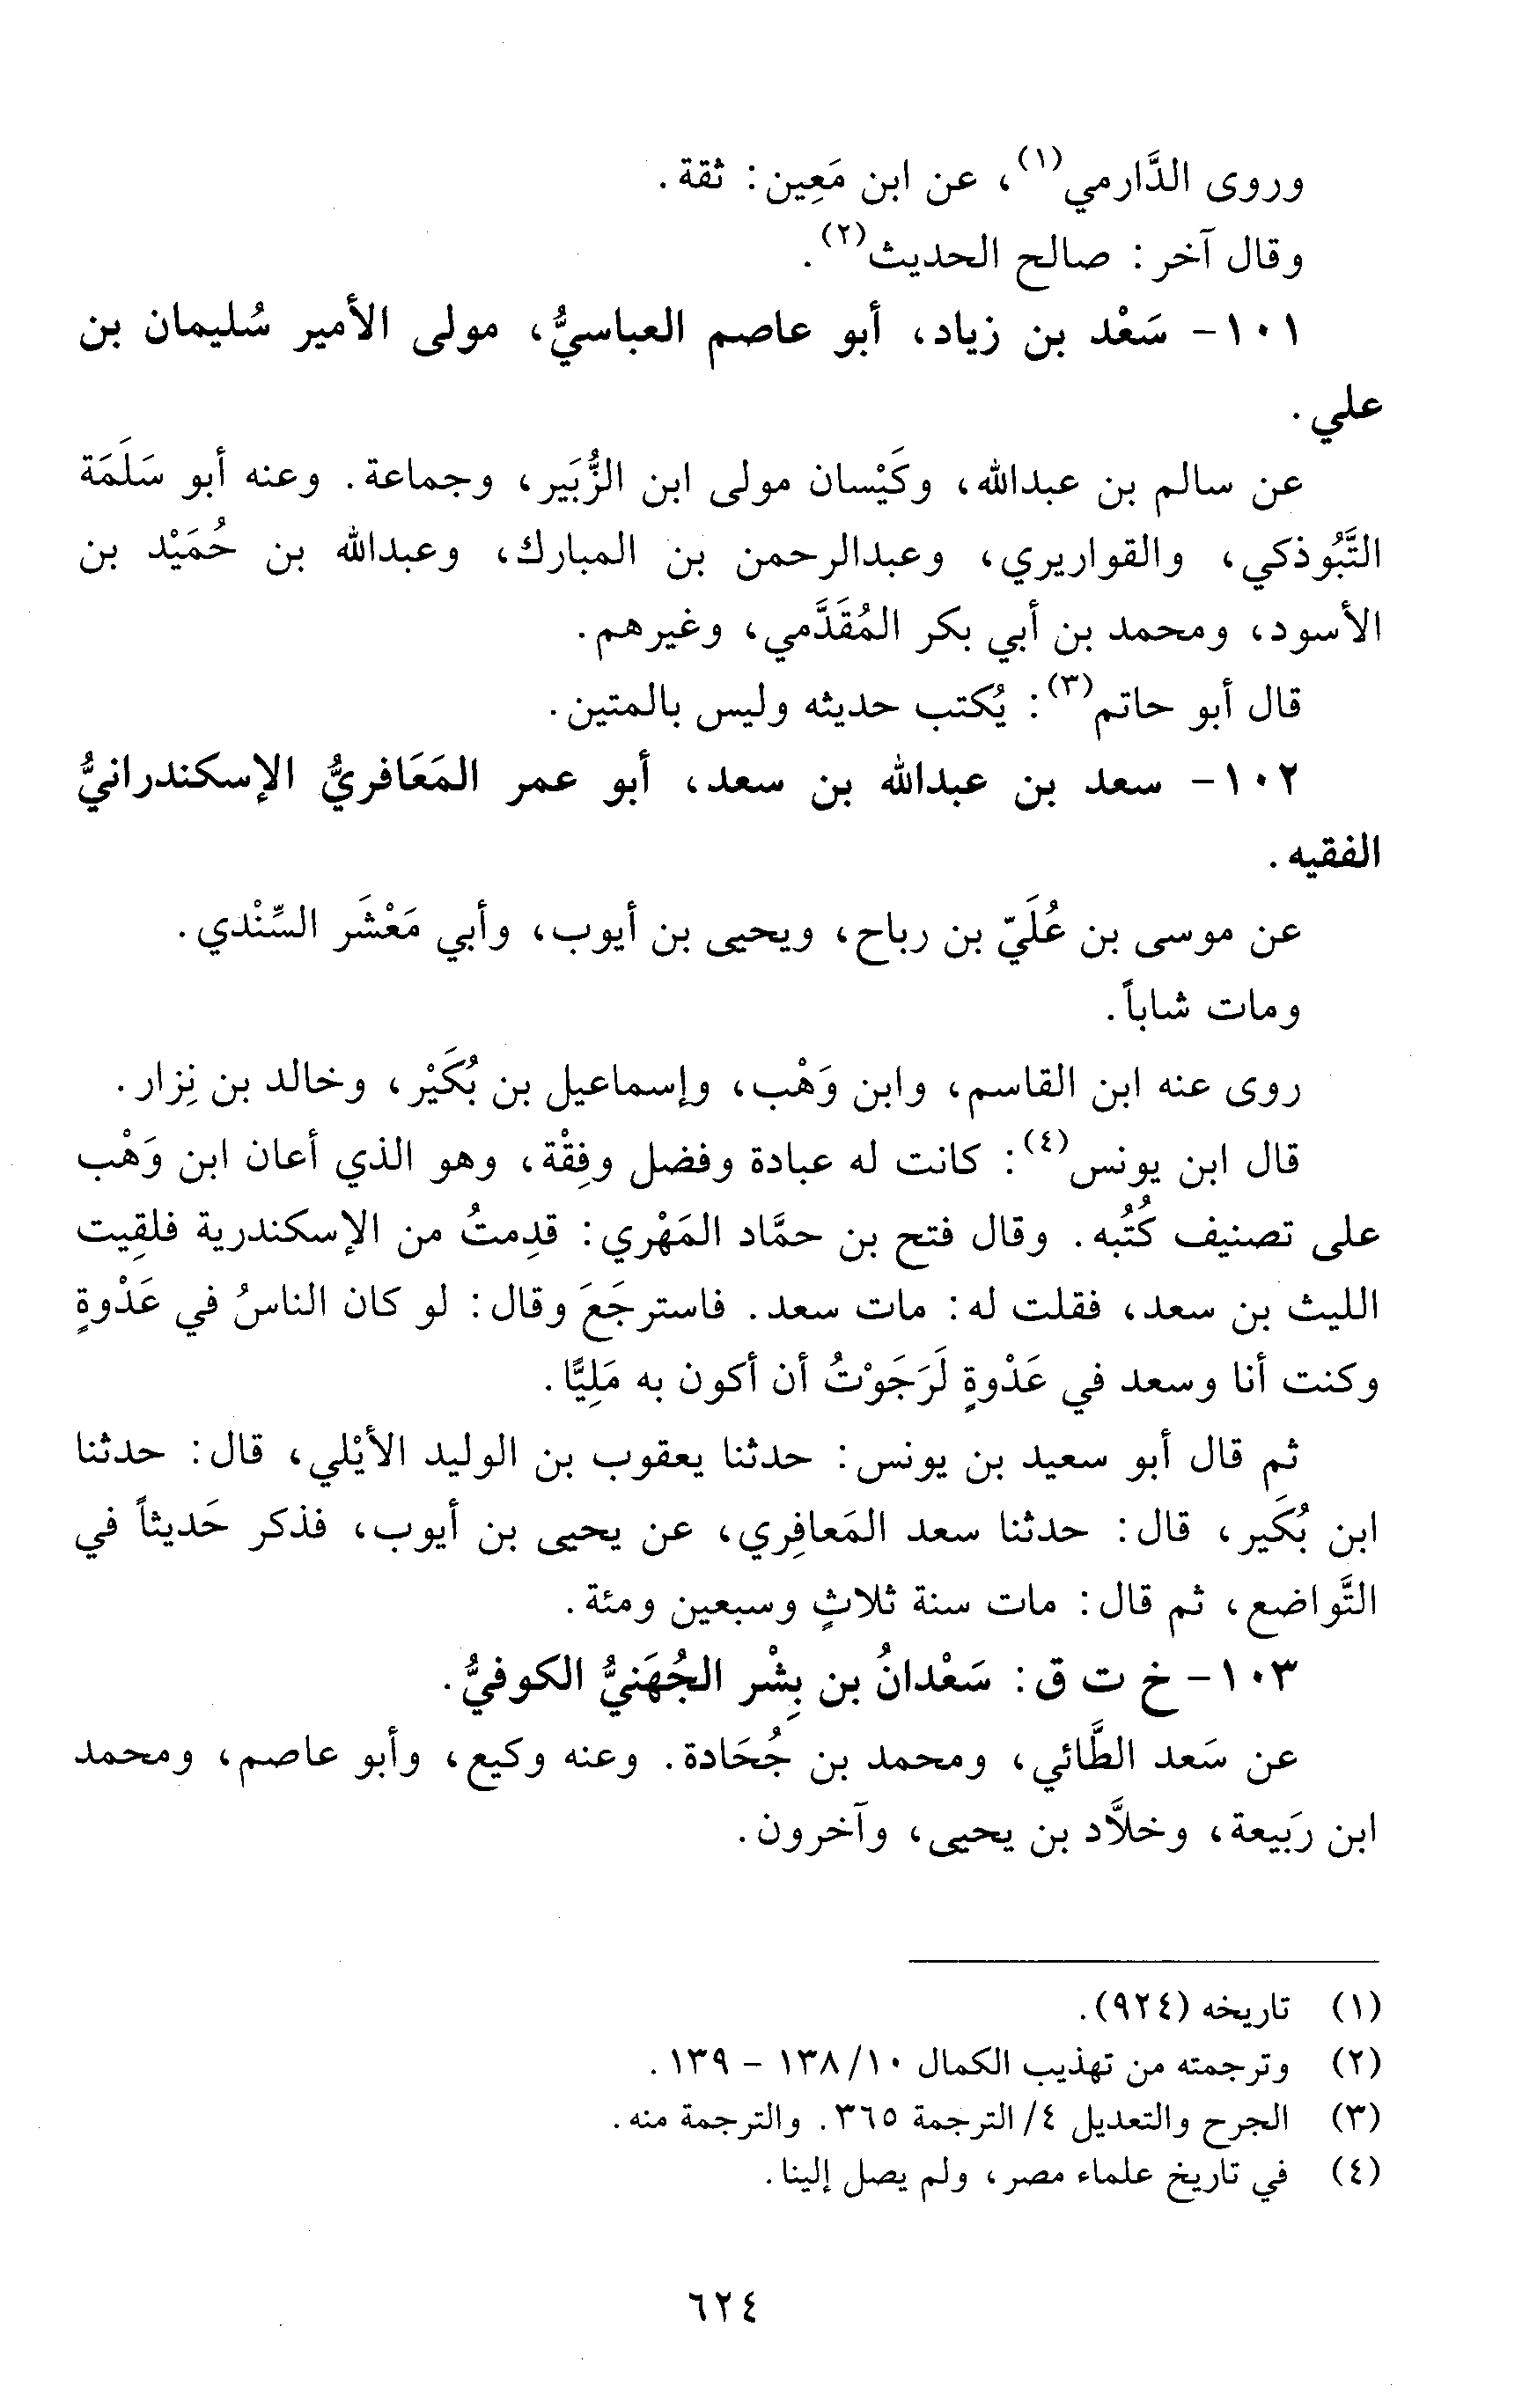 وروى الدَّارمي(١)، عن ابن مَعِين: ثقة.
وقال آخر: صالح الحديث(٢).
١٠١- سَعْد بن زياد، أبو عاصم العباسيُّ، مولى الأمير سُليمان بن
علي.
عن سالم بن عبدالله، وكَيْسان مولى ابن الزُّبَير، وجماعة. وعنه أبو سَلَمَة
التَّبُوذكي، والقواريري، وعبدالرحمن بن المبارك، وعبدالله بن حُمَيْد بن
الأسود، ومحمد بن أبي بكر المُقَدَّمي، وغيرهم.
قال أبو حاتم(٣): يُكتب حديثه وليس بالمتين.
١٠٢- سعد بن عبدالله بن سعد، أبو عمر المَعَافريُّ الإسكندرانيُّ
الفقيه.
عن موسى بن عُلَيّ بن رباح، ويحيى بن أيوب، وأبي مَعْشَر السِّنْدي.
ومات شاباً.
روى عنه ابن القاسم، وابن وَهْب، وإسماعيل بن بُكَيْر، وخالد بن نِزار.
قال ابن يونس(٤): كانت له عبادة وفضل وفِقْة، وهو الذي أعان ابن وَهْب
على تصنيف كُتُبه. وقال فتح بن حمَّاد المَهْري: قدِمتُ من الإسكندرية فلقِيت
الليث بن سعد، فقلت له: مات سعد. فاسترجَعَ وقال: لو كان الناسُ في عَدْوةٍ
وكنت أنا وسعد في عَدْوةٍ لَرَجَوْتُ أن أكون به مَلِيًّا.
ثم قال أبو سعيد بن يونس: حدثنا يعقوب بن الوليد الأيْلي، قال: حدثنا
ابن بُكَير، قال: حدثنا سعد المَعافِري، عن يحيى بن أيوب، فذكر حَديثاً في
التَّواضع، ثم قال: مات سنة ثلاثٍ وسبعين ومئة.
١٠٣- خ ت ق: سَعْدانُ بن بِشْر الجُهَنيُّ الكوفيُّ.
عن سَعد الطَّائي، ومحمد بن جُحَادة. وعنه وكيع، وأبو عاصم، ومحمد
ابن رَبيعة، وخلاَّد بن يحيى، وآخرون.
(١) تاريخه (٩٢٤).
(٢) وترجمته من تهذيب الكمال ١٠/ ١٣٨ - ١٣٩.
(٣) الجرح والتعديل ٤/ الترجمة ٣٦٥. والترجمة منه.
(٤) في تاريخ علماء مصر، ولم يصل إلينا.
٦٢٤